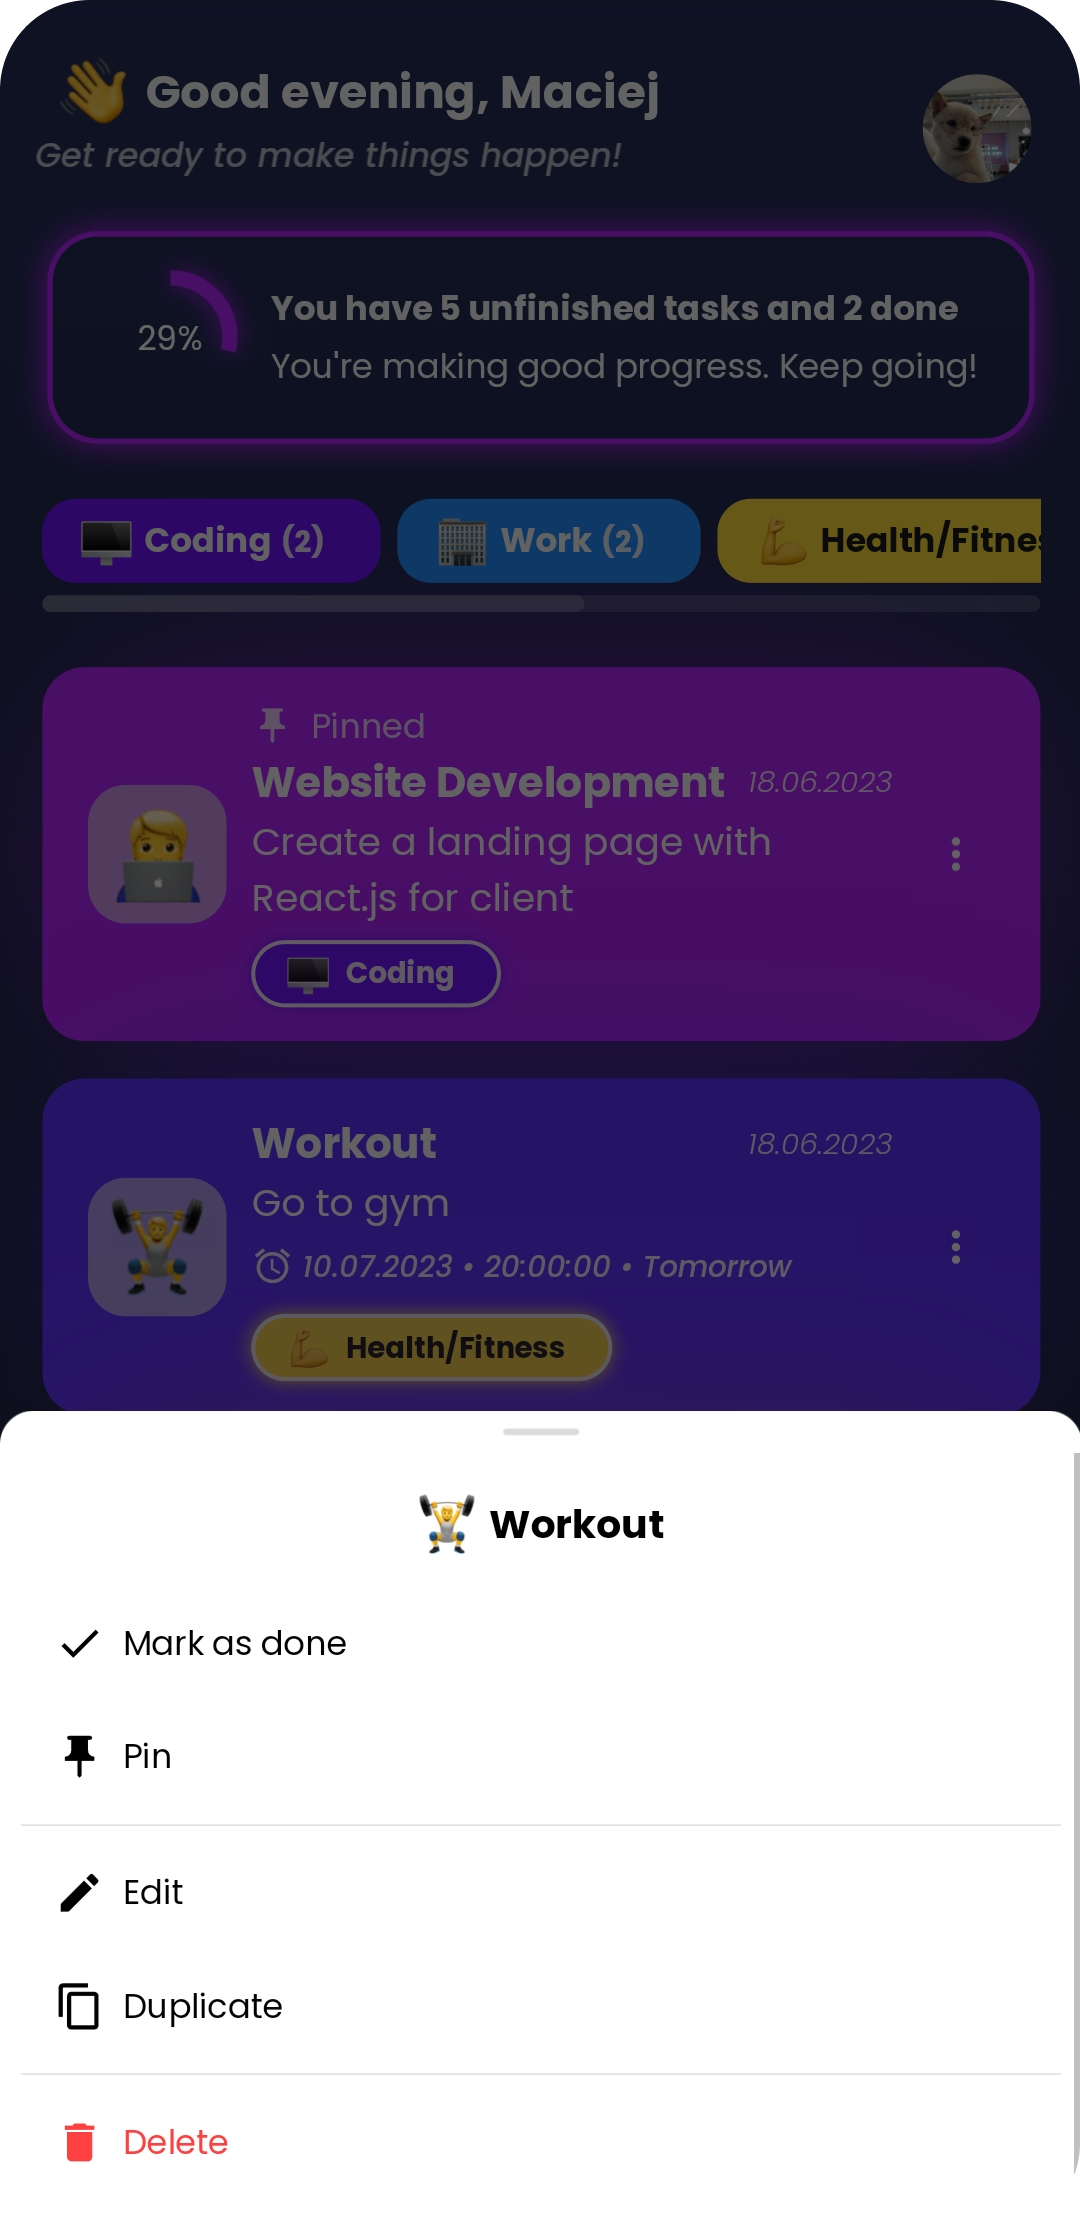 👋 Good evening, Maciej
Get ready to make things happen!
29%
You have 5 unfinished tasks and 2 done
You're making good progress. Keep going!
Coding (2)
Work (2)
Health/Fitnes
Pinned
Website Development 18.06.2023
Create a landing page with
React.js for client
Coding
Workout 18.06.2023
Go to gym
10.07.2023 • 20:00:00 • Tomorrow
Health/Fitness
Workout
Mark as done
Pin
Edit
Duplicate
Delete